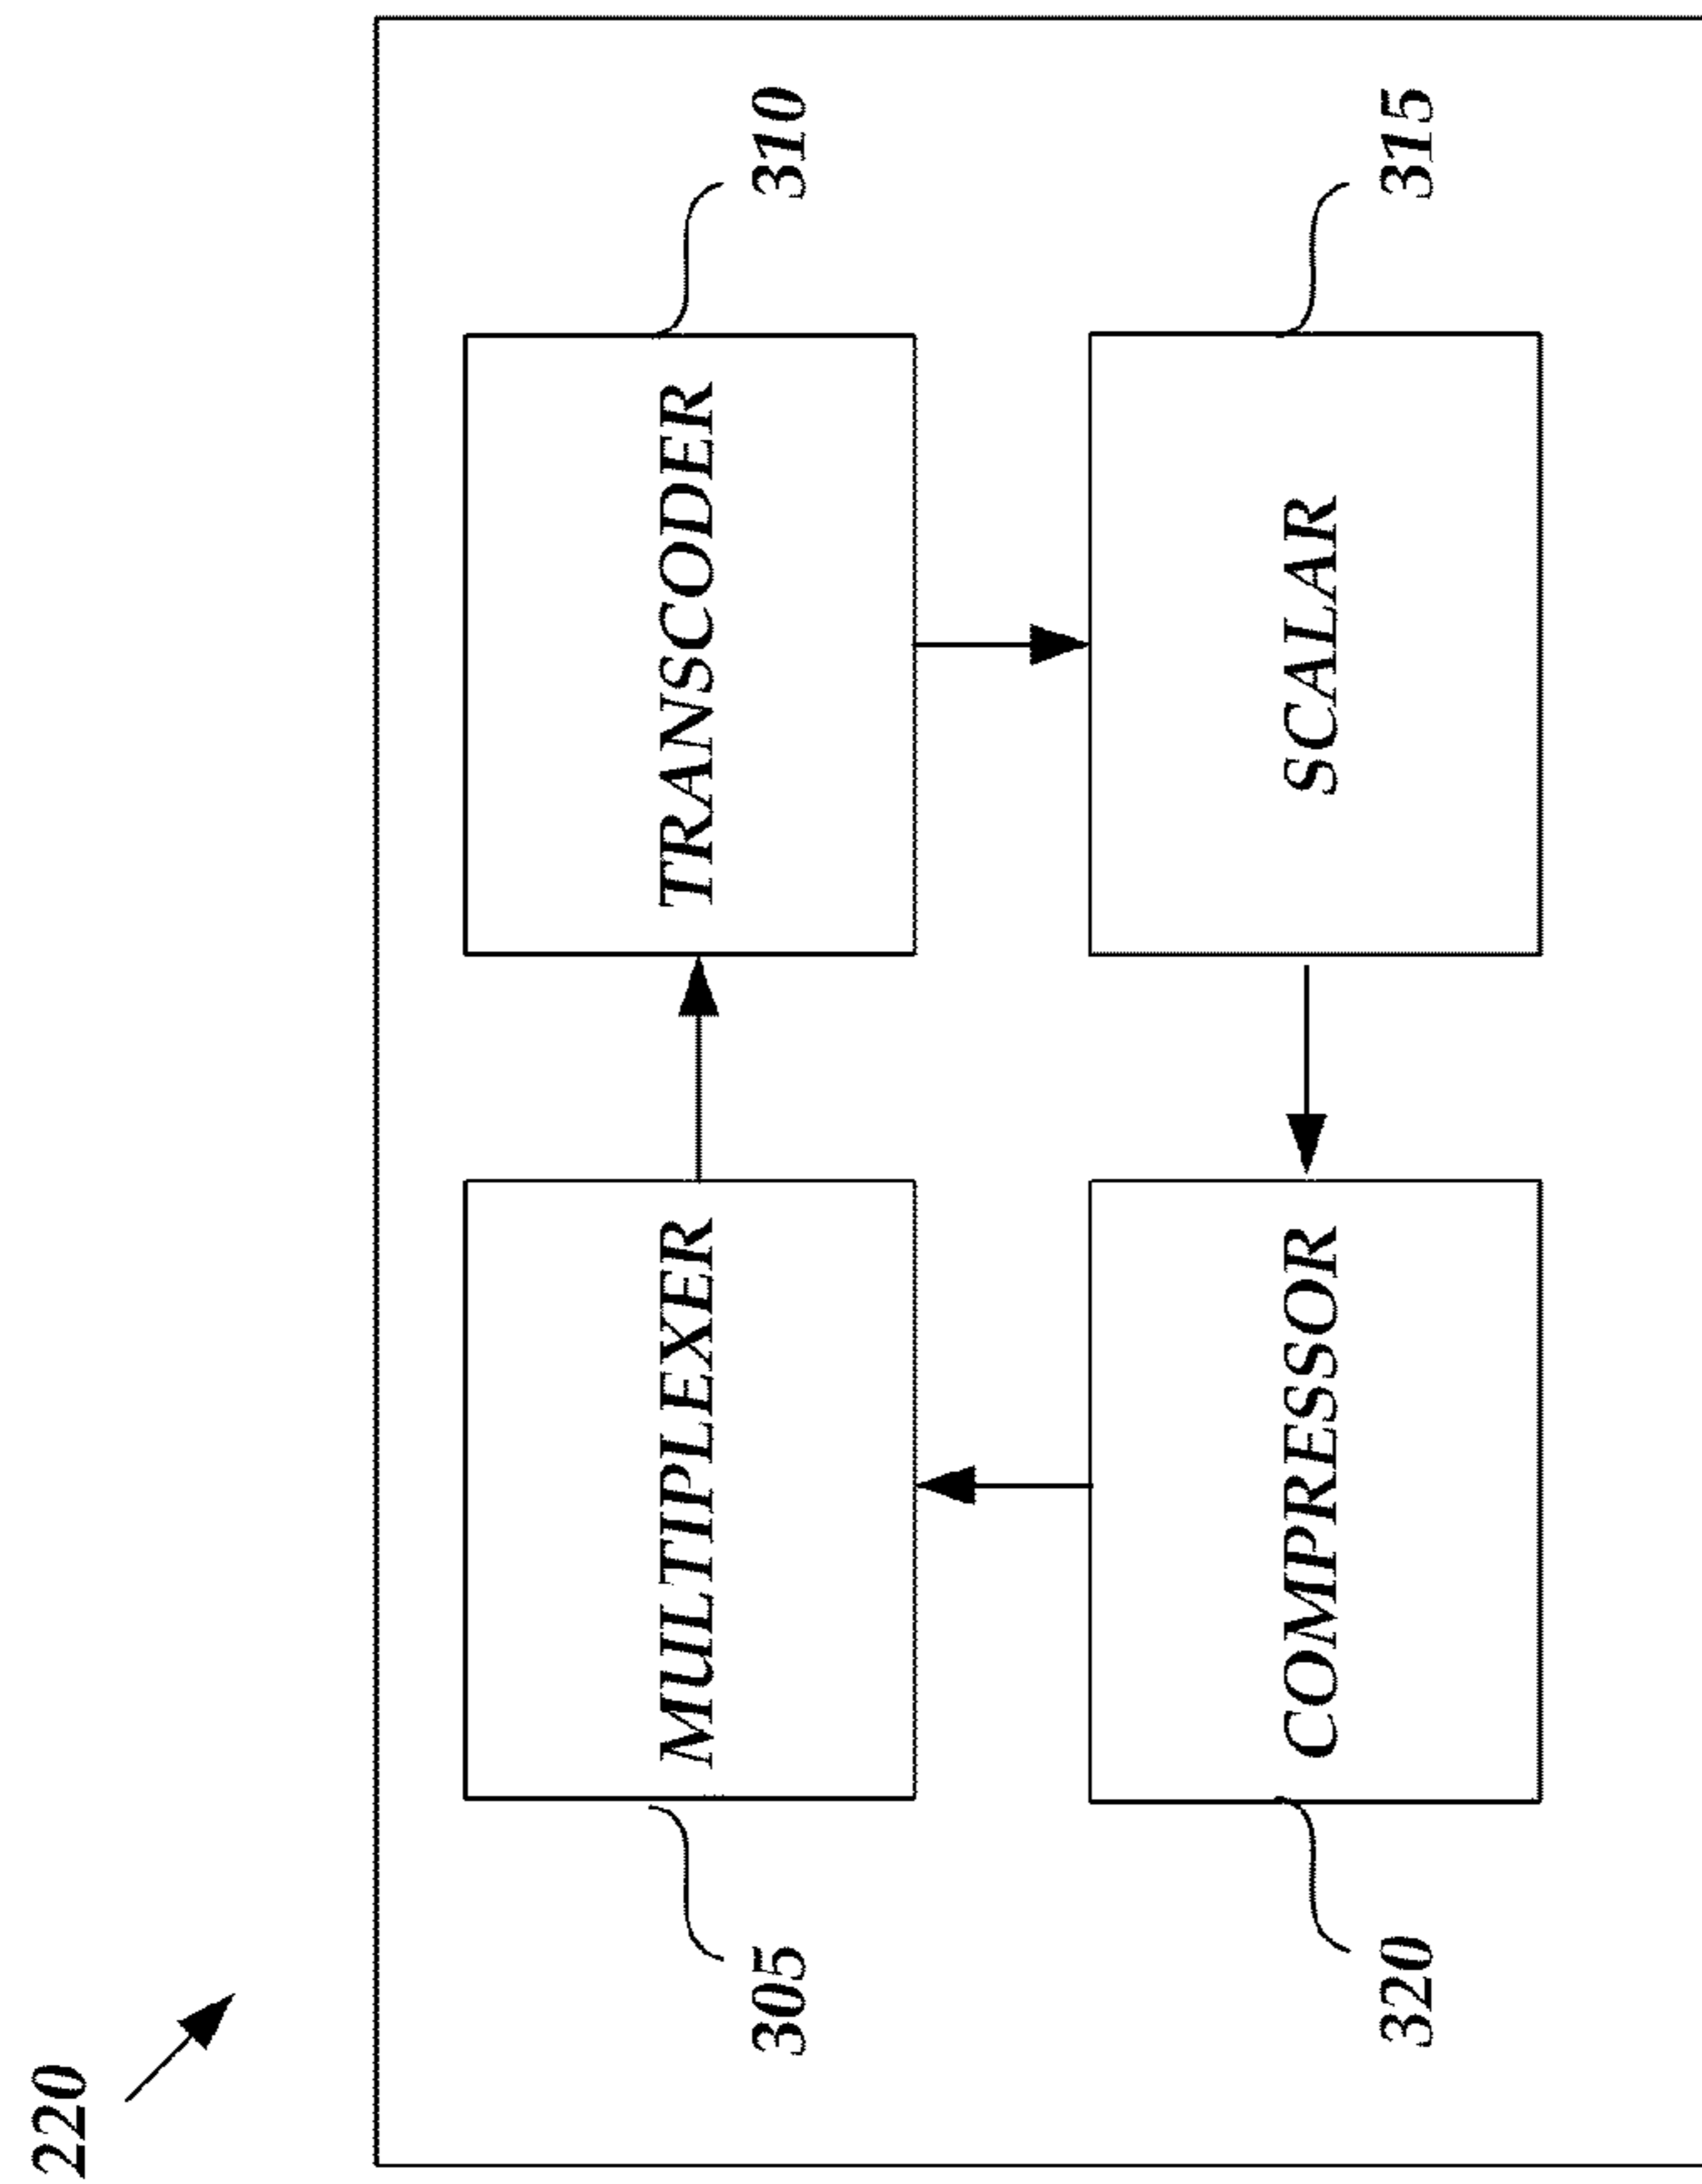 220
MULTIPLEXER
305
TRANSCODER
310
COMPRESSOR
320
SCALAR
315